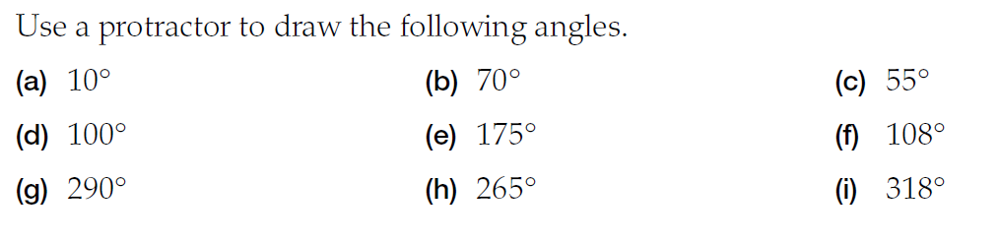 Use a protractor to draw the following angles.
(a) 10° (b) 70° (c) 55°
(d) 100° (e) 175° (f) 108°
(g) 290° (h) 265° (i) 318°